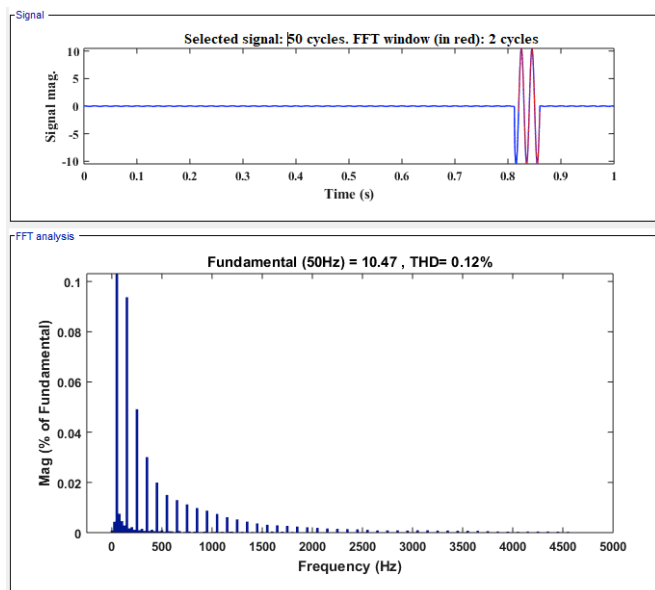 Signal
Selected signal: 50 cycles. FFT window (in red): 2 cycles
10
5
0
-5
-10
Signal mag.
0 0.1 0.2 0.3 0.4 0.5 0.6 0.7 0.8 0.9 1
Time (s)
FFT analysis
Fundamental (50Hz) = 10.47 , THD= 0.12%
0.1
0.08
0.06
0.04
0.02
0
Mag (% of Fundamental)
0 500 1000 1500 2000 2500 3000 3500 4000 4500 5000
Frequency (Hz)